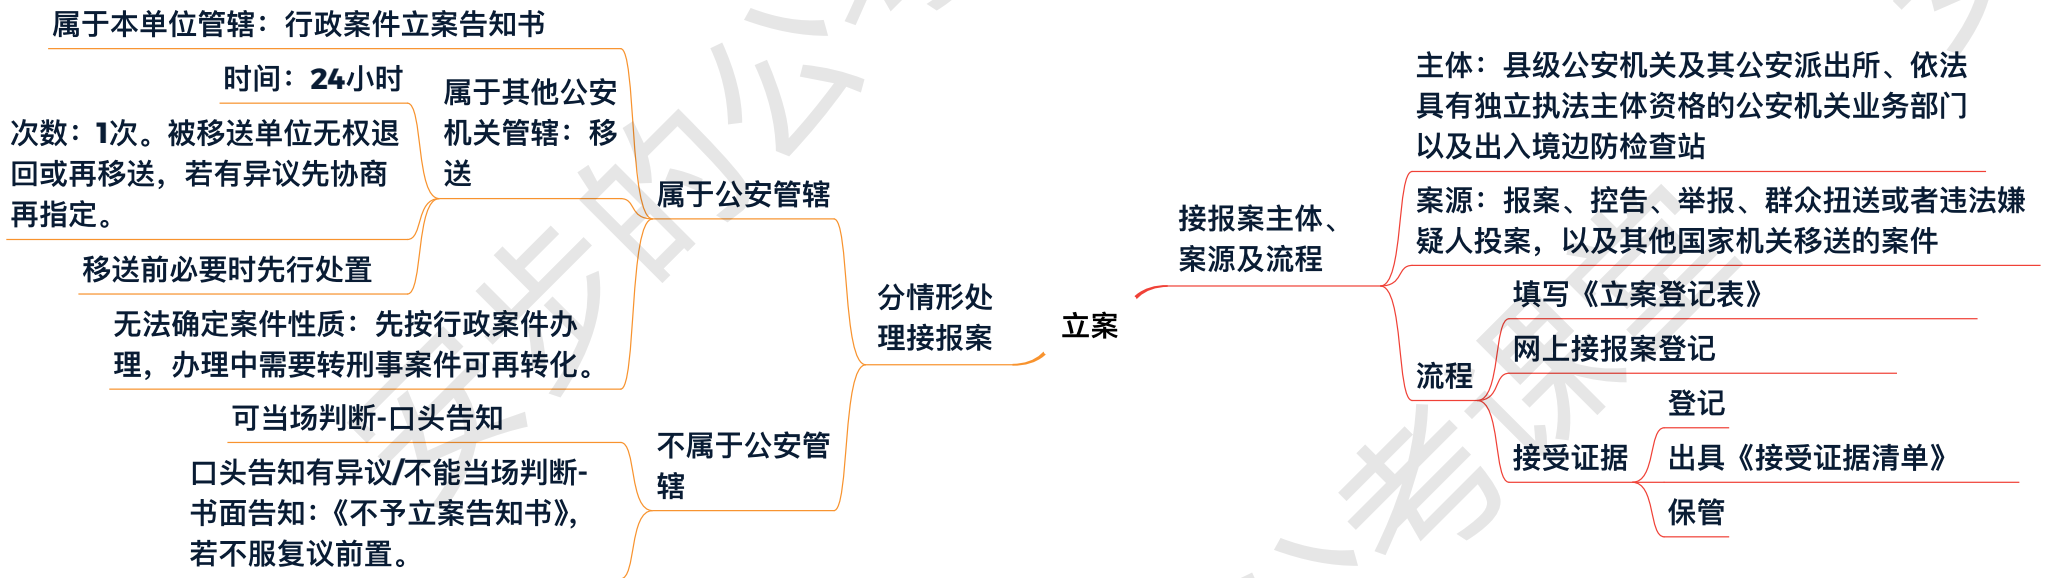 立案
接报案主体、
案源及流程
主体：县级公安机关及其公安派出所、依法
具有独立执法主体资格的公安机关业务部门
以及出入境边防检查站
案源：报案、控告、举报、群众扭送或者违法嫌
疑人投案，以及其他国家机关移送的案件
流程
填写《立案登记表》
网上接报案登记
接受证据
登记
出具《接受证据清单》
保管
分情形处
理接报案
属于公安管辖
属于本单位管辖：行政案件立案告知书
属于其他公安
机关管辖：移
送
时间：24小时
次数：1次。被移送单位无权退
回或再移送，若有异议先协商
再指定。
移送前必要时先行处置
无法确定案件性质：先按行政案件办
理，办理中需要转刑事案件可再转化。
不属于公安管
辖
可当场判断-口头告知
口头告知有异议/不能当场判断-
书面告知：《不予立案告知书》，
若不服复议前置。
安步的公考
公考课堂